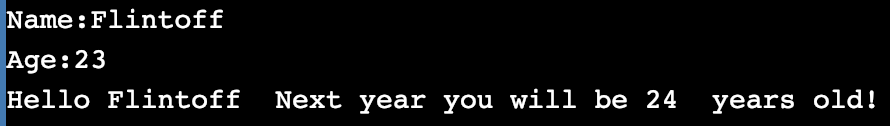 Name:Flintoff
Age:23
Hello Flintoff  Next year you will be 24  years old!